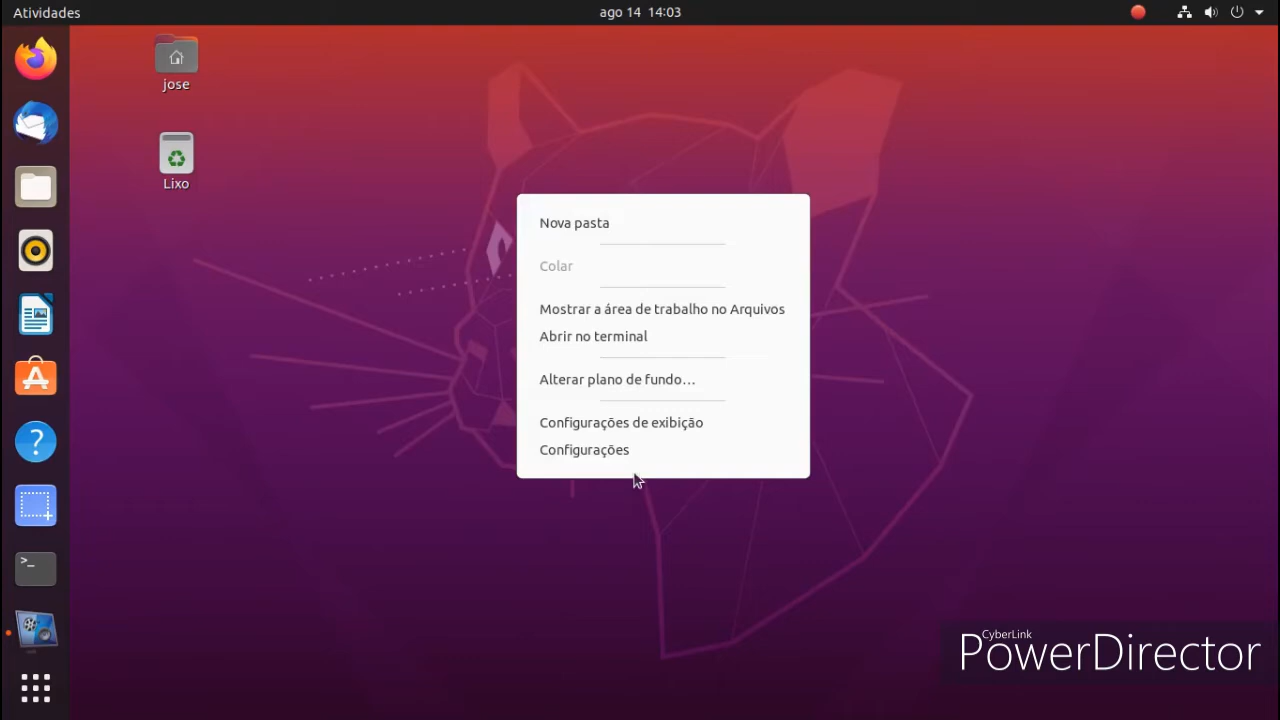 Atividades
ago 14 14:03
jose
Lixo
Nova pasta
Colar
Mostrar a área de trabalho no Arquivos
Abrir no terminal
Alterar plano de fundo…
Configurações de exibição
Configurações
CyberLink
PowerDirector